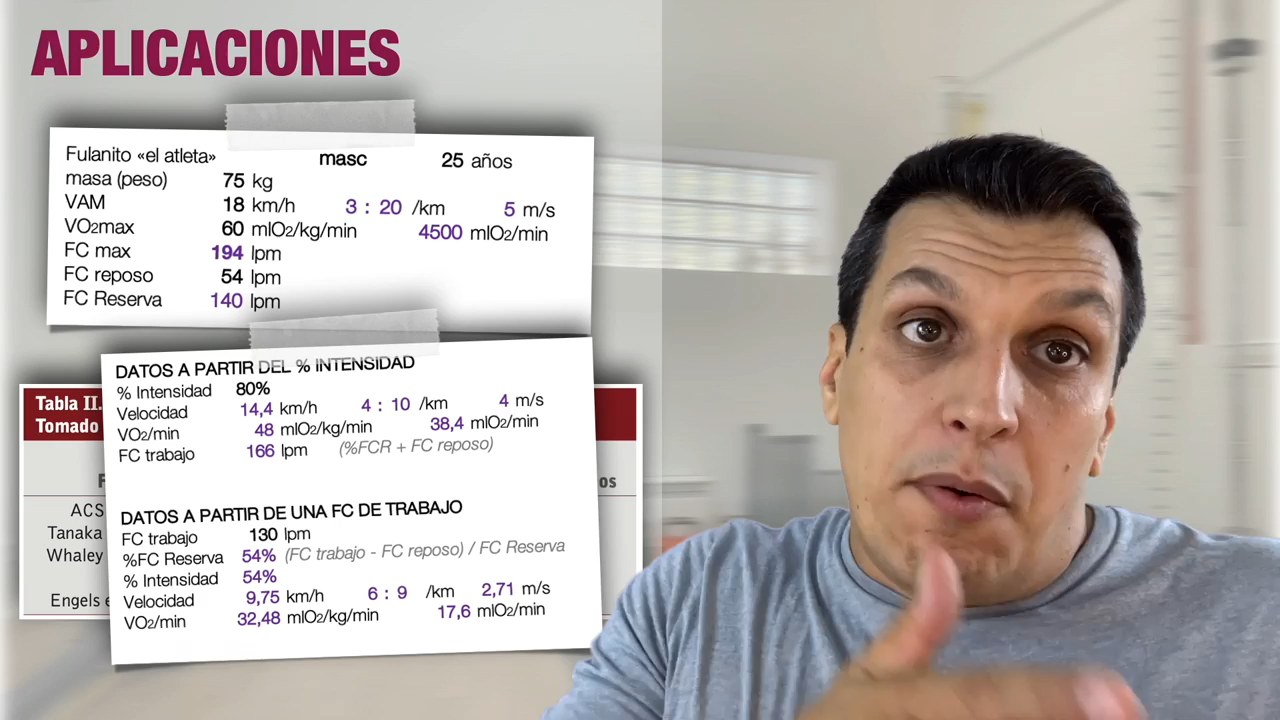 APLICACIONES
Fulanito «el atleta» masc 25 años
masa (peso) 75 kg
VAM 18 km/h 3 : 20 /km 5 m/s
VO2max 60 mlO2/kg/min 4500 mlO2/min
FC max 194 lpm
FC reposo 54 lpm
FC Reserva 140 lpm
DATOS A PARTIR DEL % INTENSIDAD
% Intensidad 80%
Velocidad 14,4 km/h 4 : 10 /km 4 m/s
VO2/min 48 mlO2/kg/min 38,4 mlO2/min
FC trabajo 166 lpm (%FCR + FC reposo)
DATOS A PARTIR DE UNA FC DE TRABAJO
FC trabajo 130 lpm
%FC Reserva 54% (FC trabajo - FC reposo) / FC Reserva
% Intensidad 54%
Velocidad 9,75 km/h 6 : 9 /km 2,71 m/s
VO2/min 32,48 mlO2/kg/min 17,6 mlO2/min
Tabla II.
Tomado
ACS
Tanaka
Whaley
Engels